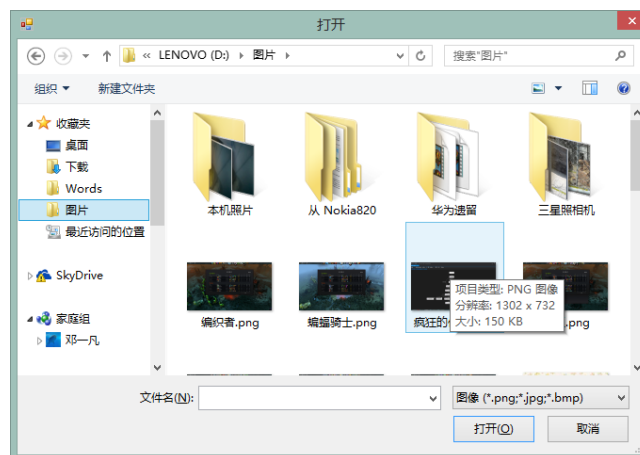 打开
« LENOVO (D:) 图片
搜索"图片"
组织 新建文件夹
收藏夹
桌面
下载
Words
图片
最近访问的位置
SkyDrive
家庭组
邓一凡
本机照片
从 Nokia820
华为遗留
三星照相机
编织者.png
蝙蝠骑士.png
疯狂的
.png
项目类型: PNG 图像
分辨率: 1302 x 732
大小: 150 KB
文件名(N):
图像 (*.png;*.jpg;*.bmp)
打开(O)
取消